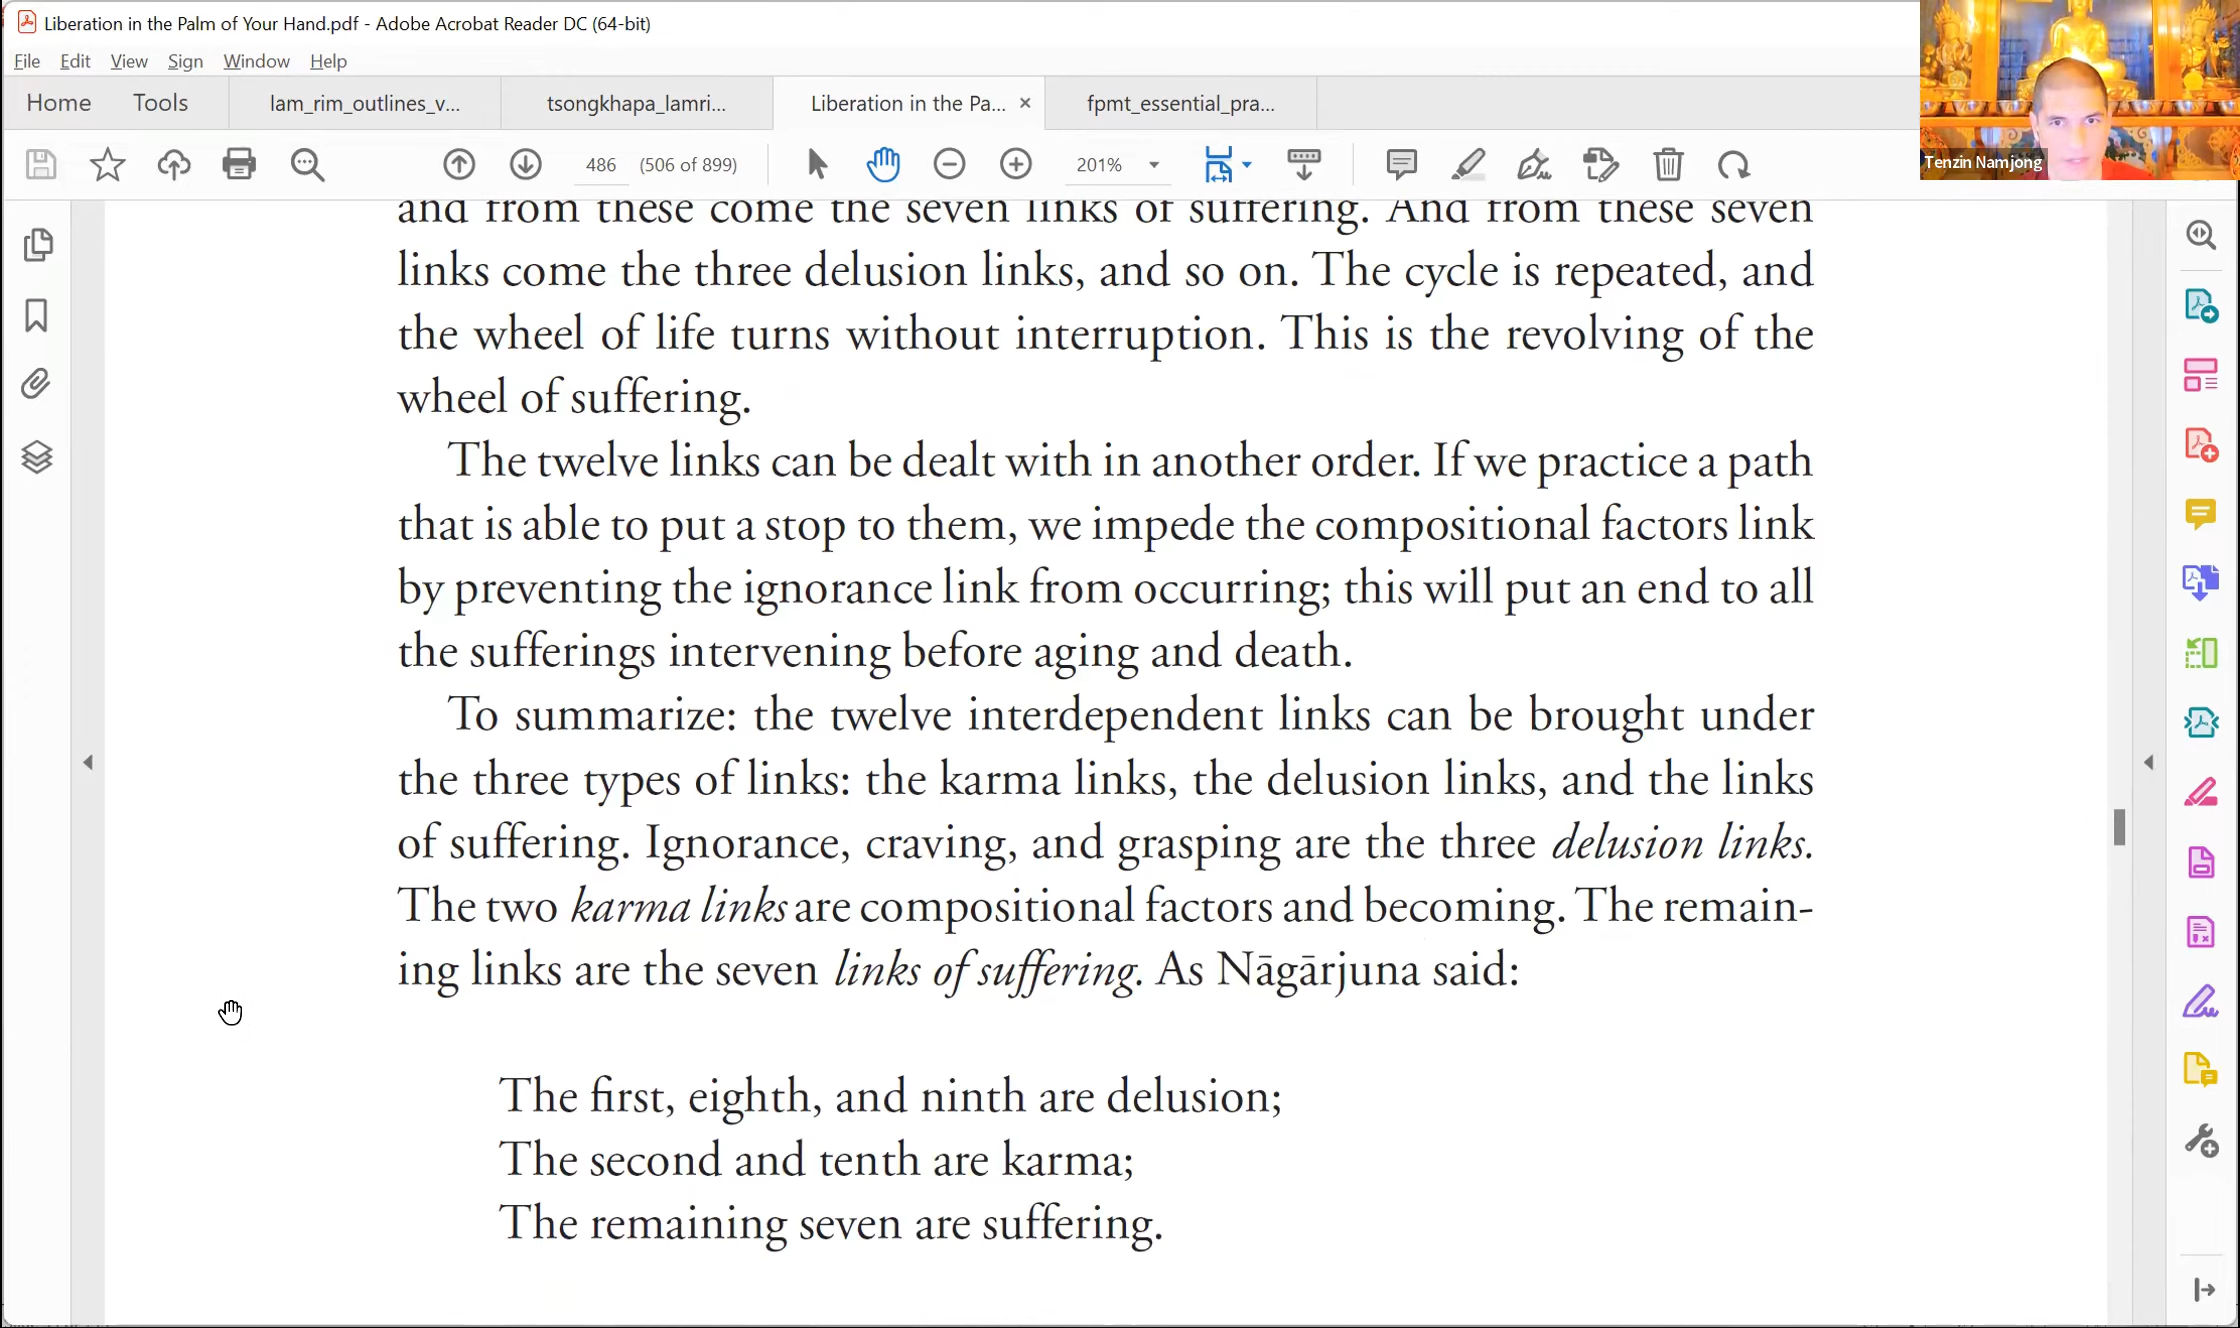 Liberation in the Palm of Your Hand.pdf - Adobe Acrobat Reader DC (64-bit)
File Edit View Sign Window Help
Home Tools lam_rim_outlines_v... tsongkhapa_lamri... Liberation in the Pa... × fpmt_essential_pra...
486 (506 of 899) 201%
Tenzin Namjong
and from these come the seven links of suffering. And from these seven
links come the three delusion links, and so on. The cycle is repeated, and
the wheel of life turns without interruption. This is the revolving of the
wheel of suffering.
The twelve links can be dealt with in another order. If we practice a path
that is able to put a stop to them, we impede the compositional factors link
by preventing the ignorance link from occurring; this will put an end to all
the sufferings intervening before aging and death.
To summarize: the twelve interdependent links can be brought under
the three types of links: the karma links, the delusion links, and the links
of suffering. Ignorance, craving, and grasping are the three delusion links.
The two karma links are compositional factors and becoming. The remain-
ing links are the seven links of suffering. As Nāgārjuna said:
The first, eighth, and ninth are delusion;
The second and tenth are karma;
The remaining seven are suffering.